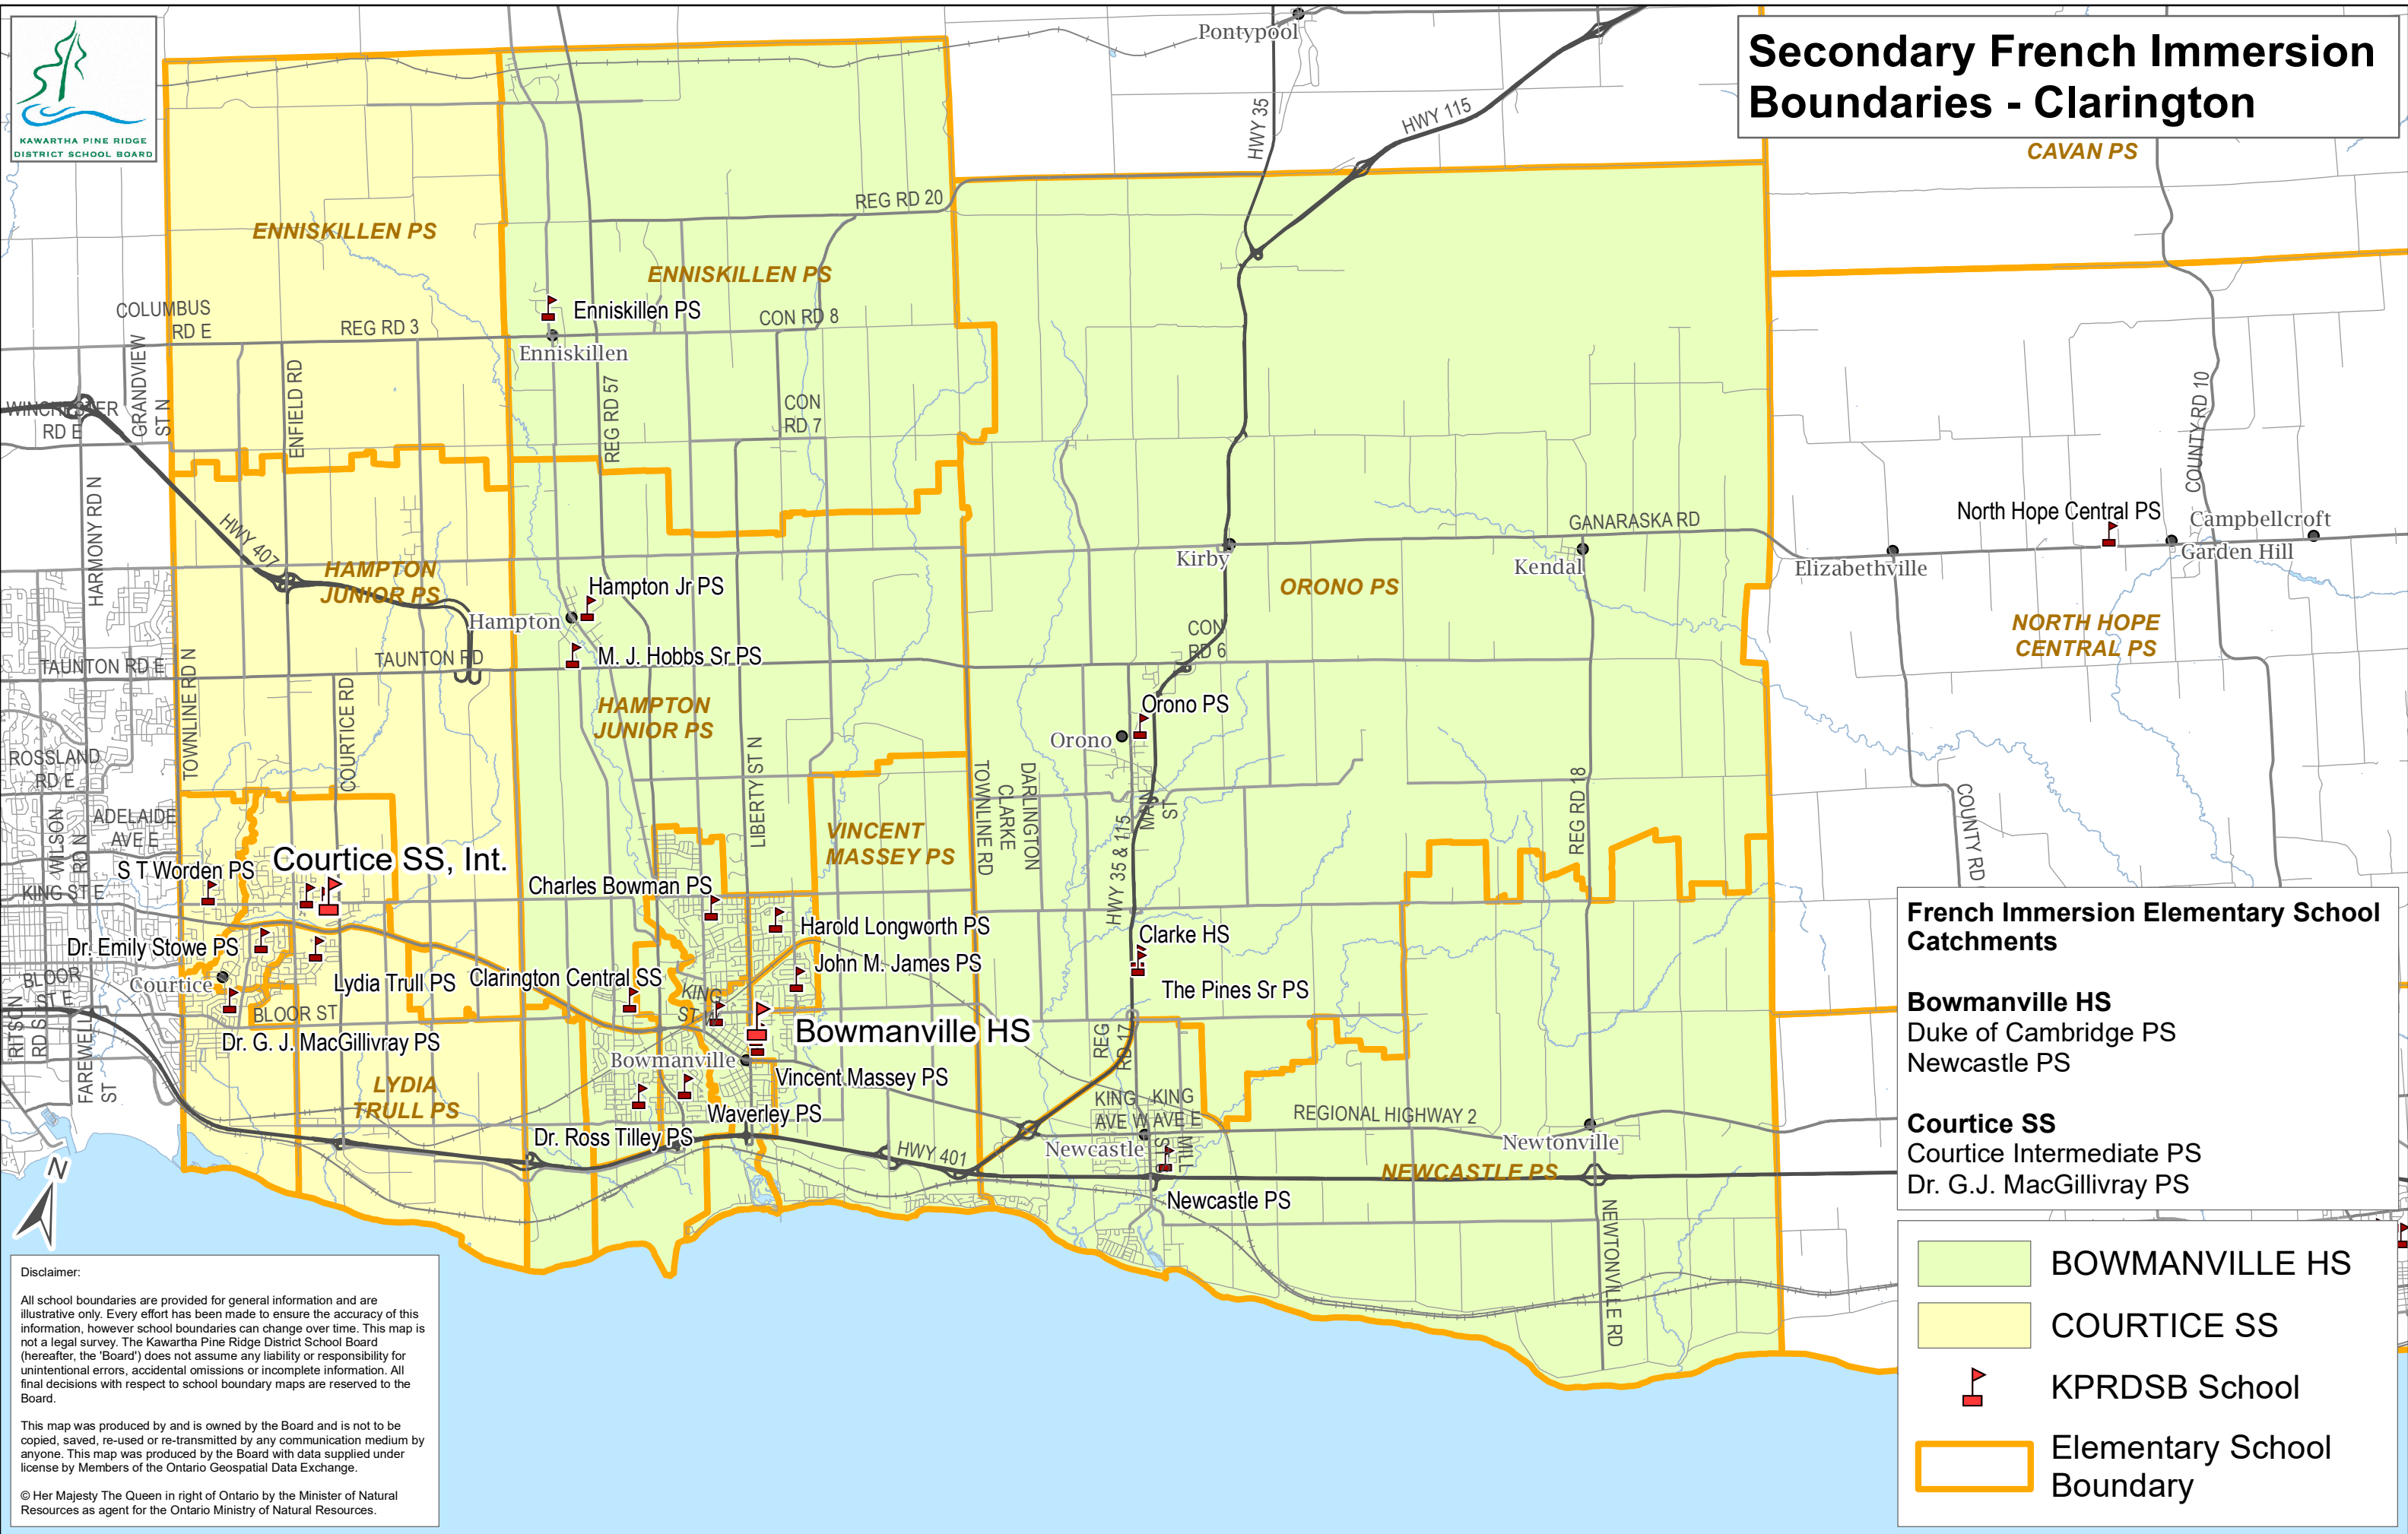 KAWARTHA PINE RIDGE
DISTRICT SCHOOL BOARD
Secondary French Immersion
Boundaries - Clarington
Pontypool
HWY 35
HWY 115
CAVAN PS
REG RD 20
ENNISKILLEN PS
ENNISKILLEN PS
Enniskillen PS
COLUMBUS
RD E
REG RD 3
CON RD 8
Enniskillen
GRANDVIEW
ST N
ENFIELD RD
REG RD 57
CON
RD 7
WINCHESTER
RD E
COUNTY RD 10
HARMONY RD N
HWY 407
North Hope Central PS
Campbellcroft
Garden Hill
GANARASKA RD
Kirby
Kendal
Elizabethville
HAMPTON
JUNIOR PS
Hampton Jr PS
Hampton
ORONO PS
NORTH HOPE
CENTRAL PS
CON
RD 6
TAUNTON RD E
TAUNTON RD
M. J. Hobbs Sr PS
TOWNLINE RD N
COURTICE RD
HAMPTON
JUNIOR PS
Orono PS
Orono
ROSSLAND
RD E
LIBERTY ST N
TOWNLINE RD
CLARKE
DARLINGTON
MAIN
ST
REG RD 18
COUNTY RD
WILSON
RD N
ADELAIDE
AVE E
VINCENT
MASSEY PS
HWY 35 & 115
S T Worden PS
Courtice SS, Int.
KING ST E
Charles Bowman PS
Harold Longworth PS
Clarke HS
Dr. Emily Stowe PS
John M. James PS
BLOOR
ST E
Courtice
Lydia Trull PS
Clarington Central SS
KING
ST W
The Pines Sr PS
BLOOR ST
Bowmanville HS
RITSON
RD S
FAREWELL
ST
Dr. G. J. MacGillivray PS
Bowmanville
REG
RD 17
LYDIA
TRULL PS
Vincent Massey PS
Waverley PS
KING
AVE W
KING
AVE E
REGIONAL HIGHWAY 2
Dr. Ross Tilley PS
HWY 401
Newcastle
MILL
ST S
Newtonville
NEWCASTLE PS
Newcastle PS
NEWTONVILLE RD
N
French Immersion Elementary School
Catchments
Bowmanville HS
Duke of Cambridge PS
Newcastle PS
Courtice SS
Courtice Intermediate PS
Dr. G.J. MacGillivray PS
BOWMANVILLE HS
COURTICE SS
KPRDSB School
Elementary School
Boundary
Disclaimer:
All school boundaries are provided for general information and are
illustrative only. Every effort has been made to ensure the accuracy of this
information, however school boundaries can change over time. This map is
not a legal survey. The Kawartha Pine Ridge District School Board
(hereafter, the 'Board') does not assume any liability or responsibility for
unintentional errors, accidental omissions or incomplete information. All
final decisions with respect to school boundary maps are reserved to the
Board.
This map was produced by and is owned by the Board and is not to be
copied, saved, re-used or re-transmitted by any communication medium by
anyone. This map was produced by the Board with data supplied under
license by Members of the Ontario Geospatial Data Exchange.
© Her Majesty The Queen in right of Ontario by the Minister of Natural
Resources as agent for the Ontario Ministry of Natural Resources.